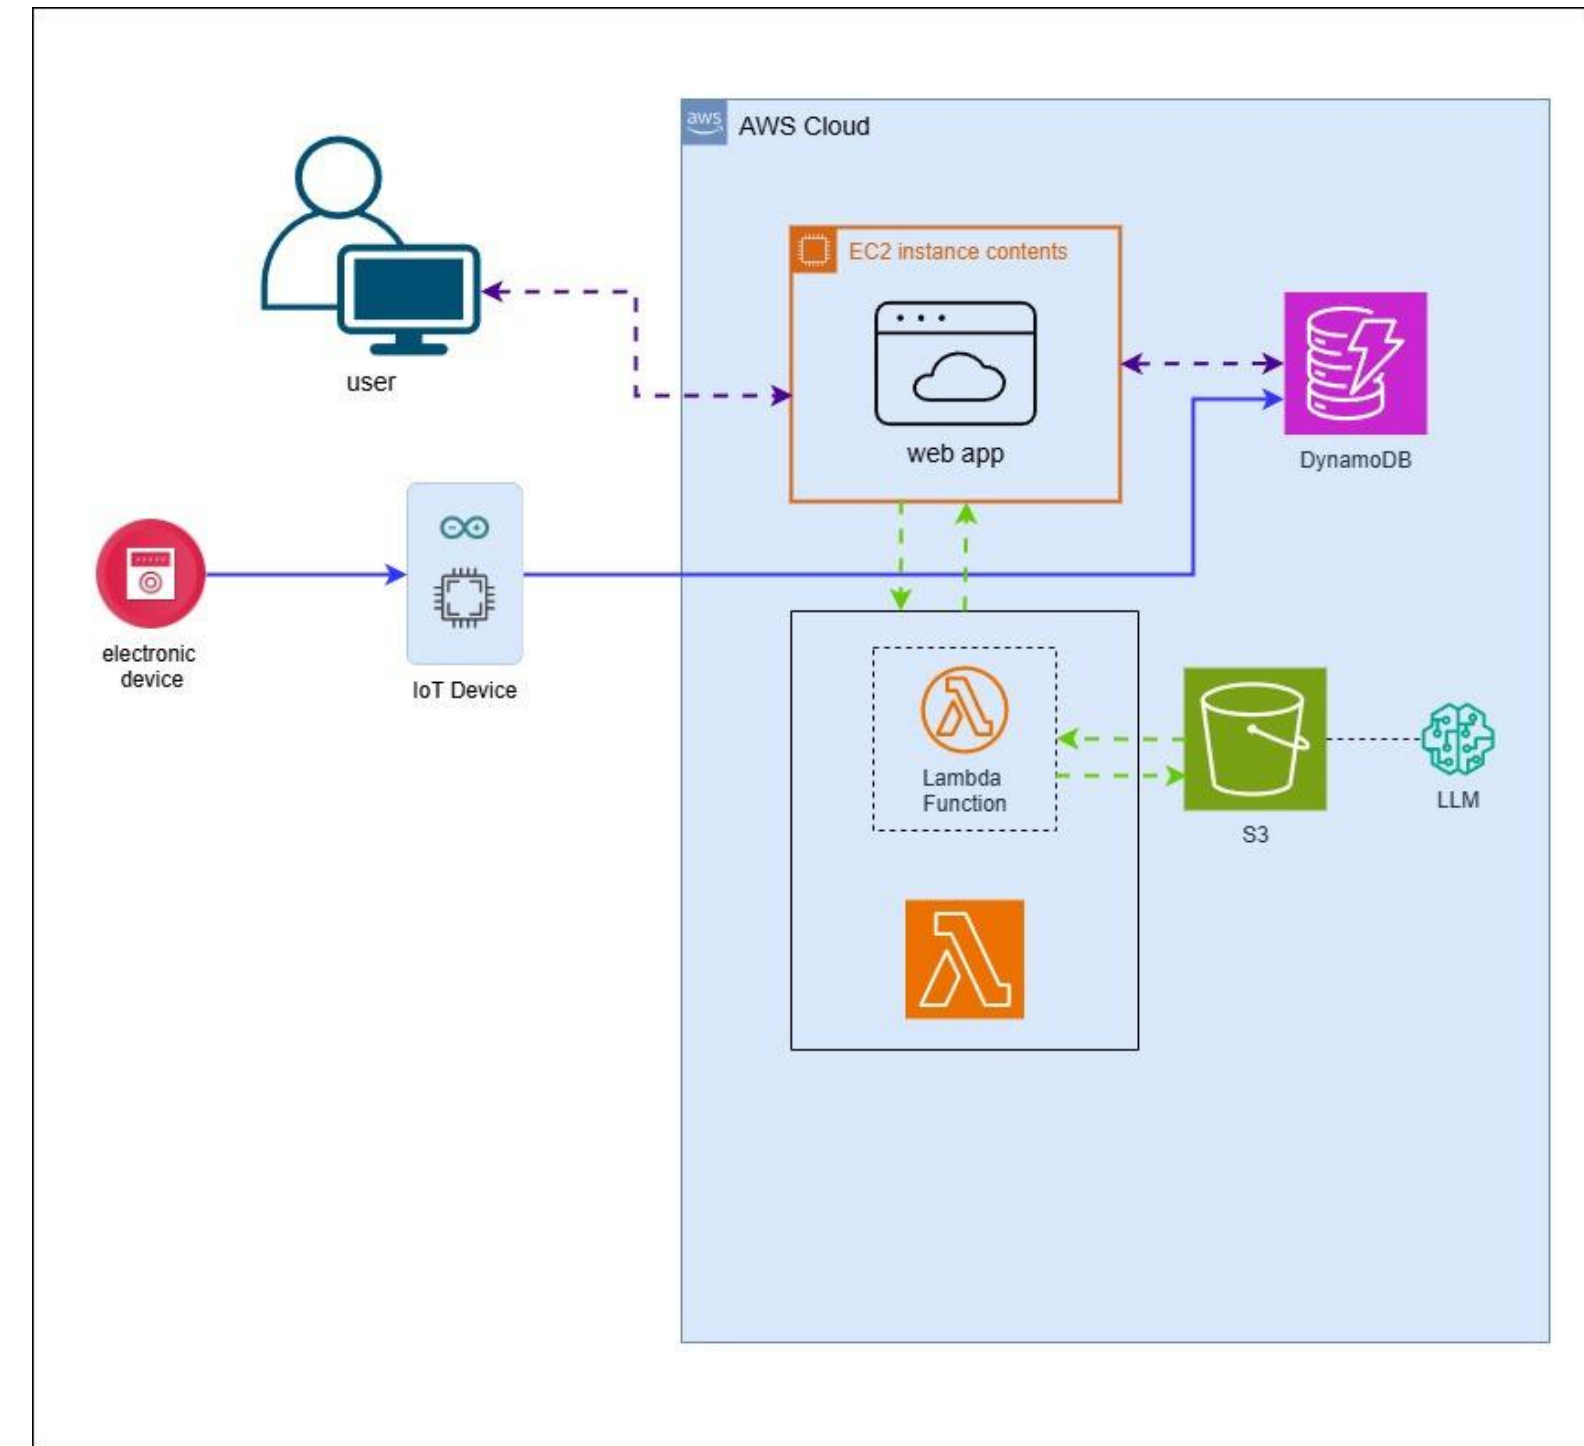 aws
AWS Cloud
EC2 instance contents
user
web app
DynamoDB
electronic
device
IoT Device
Lambda
Function
S3
LLM